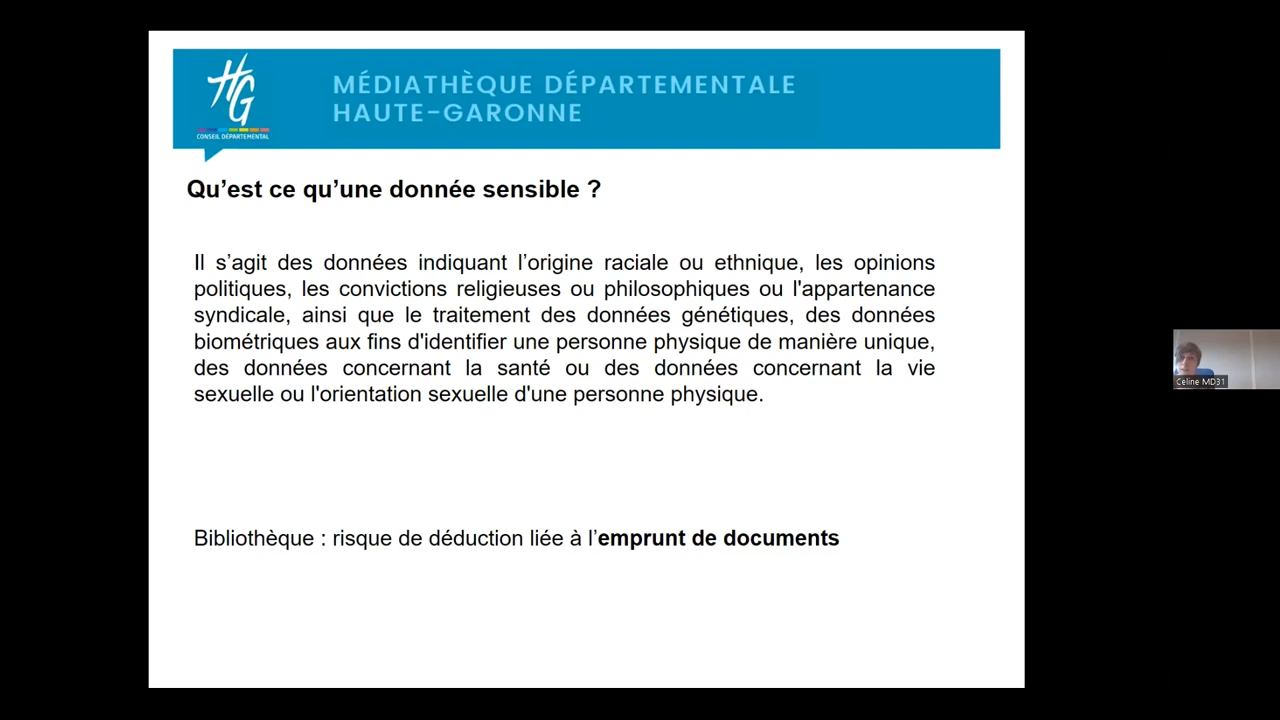 HG
CONSEIL DÉPARTEMENTAL
MÉDIATHÈQUE DÉPARTEMENTALE
HAUTE-GARONNE
Qu’est ce qu’une donnée sensible ?
Il s’agit des données indiquant l’origine raciale ou ethnique, les opinions
politiques, les convictions religieuses ou philosophiques ou l'appartenance
syndicale, ainsi que le traitement des données génétiques, des données
biométriques aux fins d'identifier une personne physique de manière unique,
des données concernant la santé ou des données concernant la vie
sexuelle ou l'orientation sexuelle d'une personne physique.
Celine MD31
Bibliothèque : risque de déduction liée à l’emprunt de documents